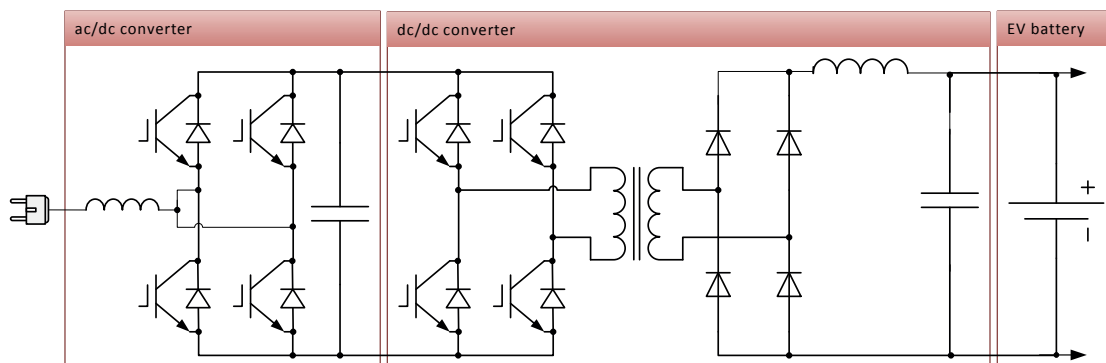 ac/dc converter
dc/dc converter
EV battery
+
–